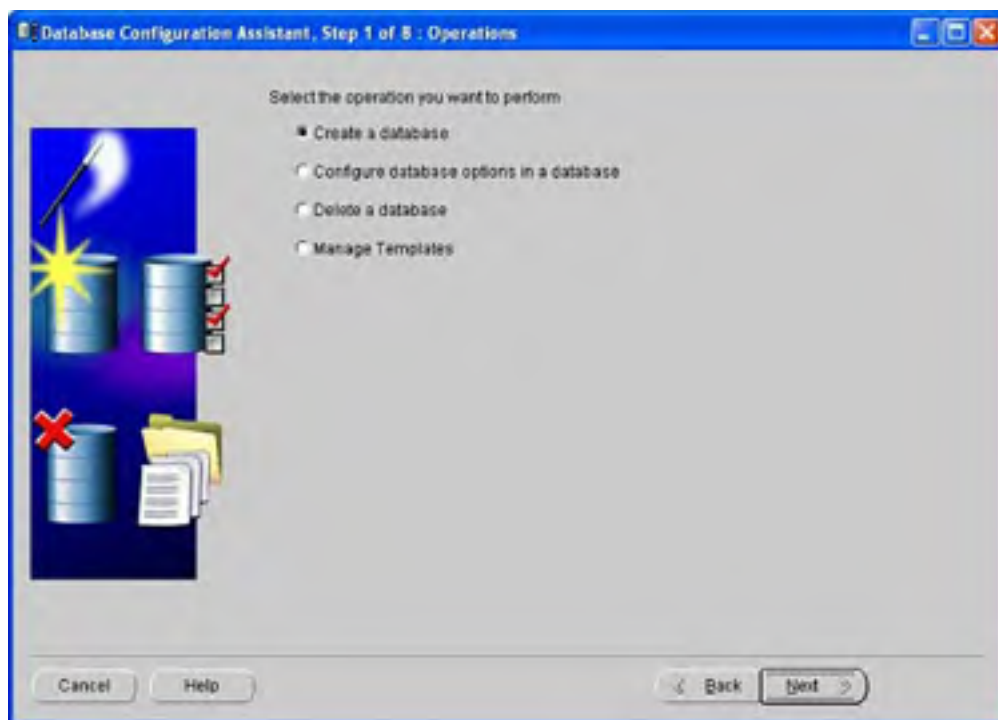 Database Configuration Assistant, Step 1 of 8 : Operations
Select the operation you want to perform
Create a database
Configure database options in a database
Delete a database
Manage Templates
Cancel
Help
Back
Next